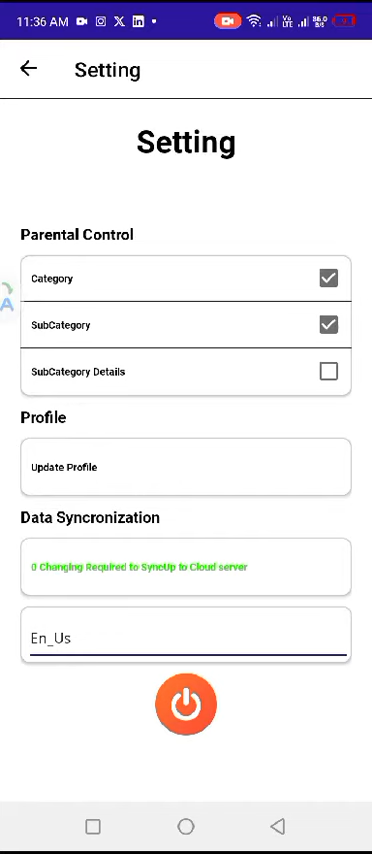 11:36 AM
Setting
Setting
Parental Control
Category
SubCategory
SubCategory Details
Profile
Update Profile
Data Syncronization
0 Changing Required to SyncUp to Cloud server
En_Us